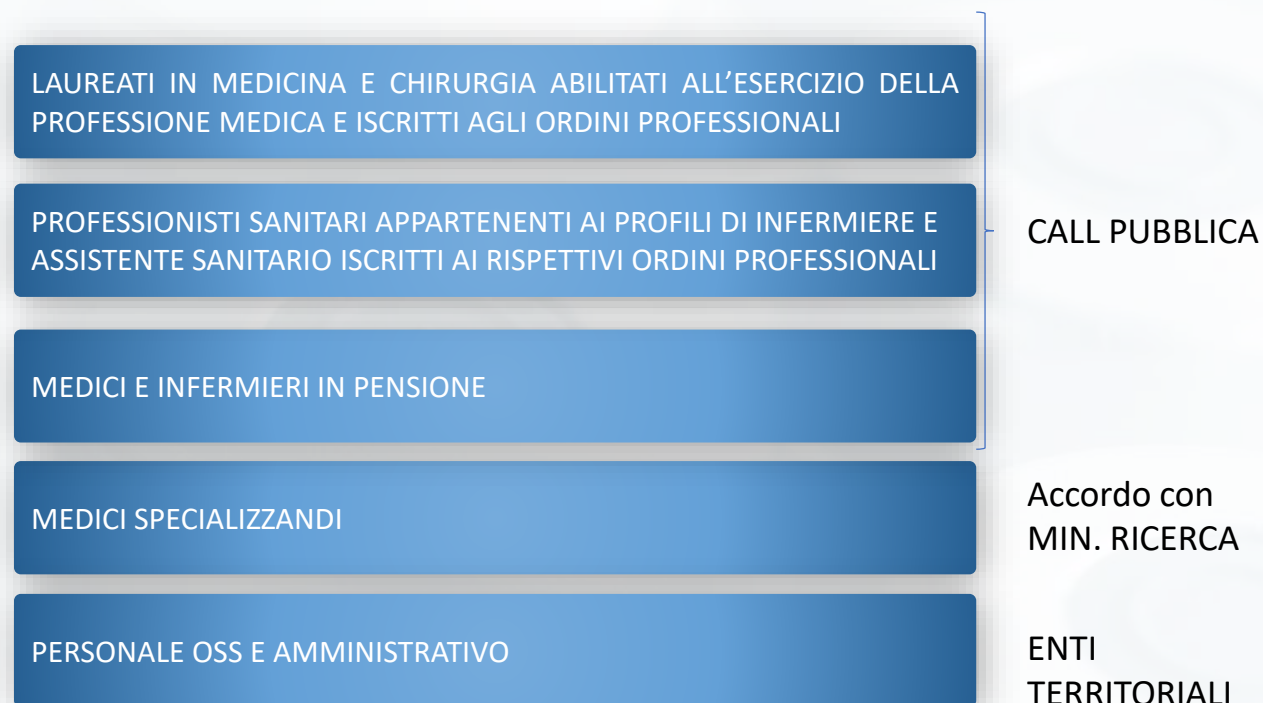 LAUREATI IN MEDICINA E CHIRURGIA ABILITATI ALL’ESERCIZIO DELLA
PROFESSIONE MEDICA E ISCRITTI AGLI ORDINI PROFESSIONALI
PROFESSIONISTI SANITARI APPARTENENTI AI PROFILI DI INFERMIERE E
ASSISTENTE SANITARIO ISCRITTI AI RISPETTIVI ORDINI PROFESSIONALI
MEDICI E INFERMIERI IN PENSIONE
CALL PUBBLICA
MEDICI SPECIALIZZANDI
Accordo con
MIN. RICERCA
PERSONALE OSS E AMMINISTRATIVO
ENTI
TERRITORIALI